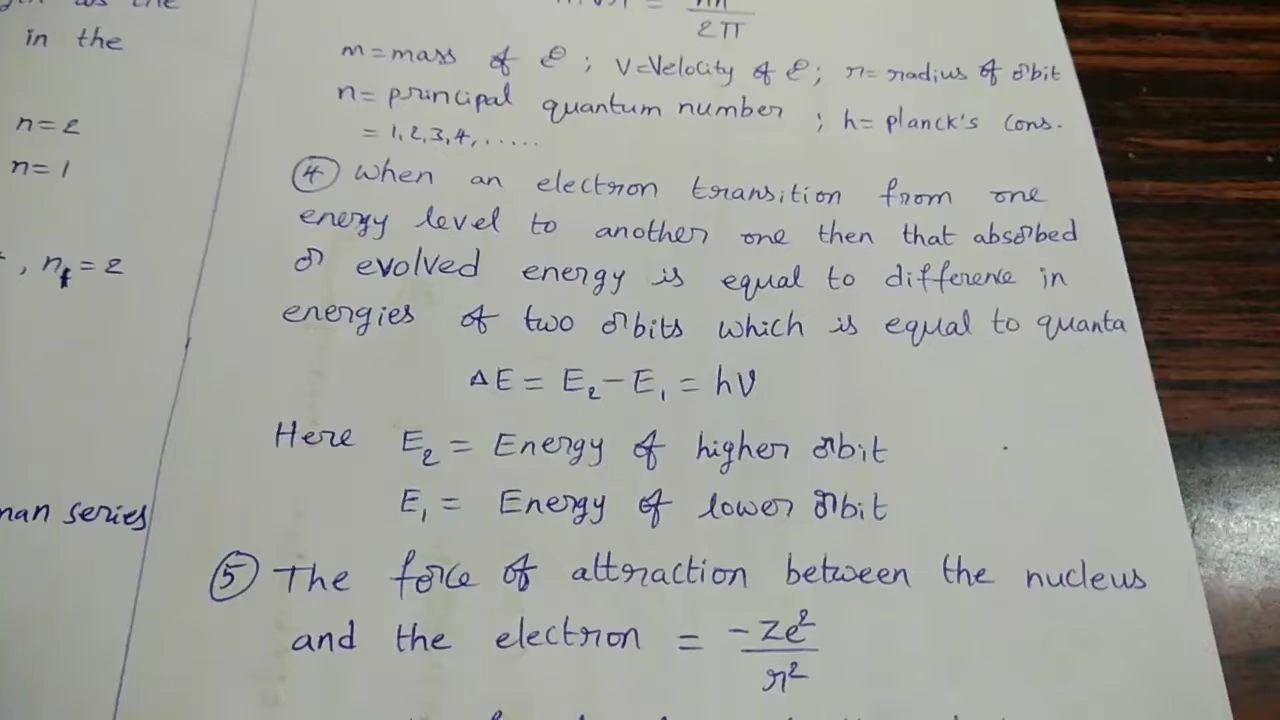 in the
n=2
n=1
, nf = 2
man series
2π
m=mass of e ; v=velocity of e; r= radius of orbit
n= principal quantum number ; h= planck's cons.
= 1,2,3,4,.....
④ when an electron transition from one
energy level to another one then that absorbed
or evolved energy is equal to difference in
energies of two orbits which is equal to quanta
ΔE = E₂-E₁ = hν
Here E₂ = Energy of higher orbit
E₁ = Energy of lower orbit
⑤ The force of attraction between the nucleus
and the electron = -Ze²/r²